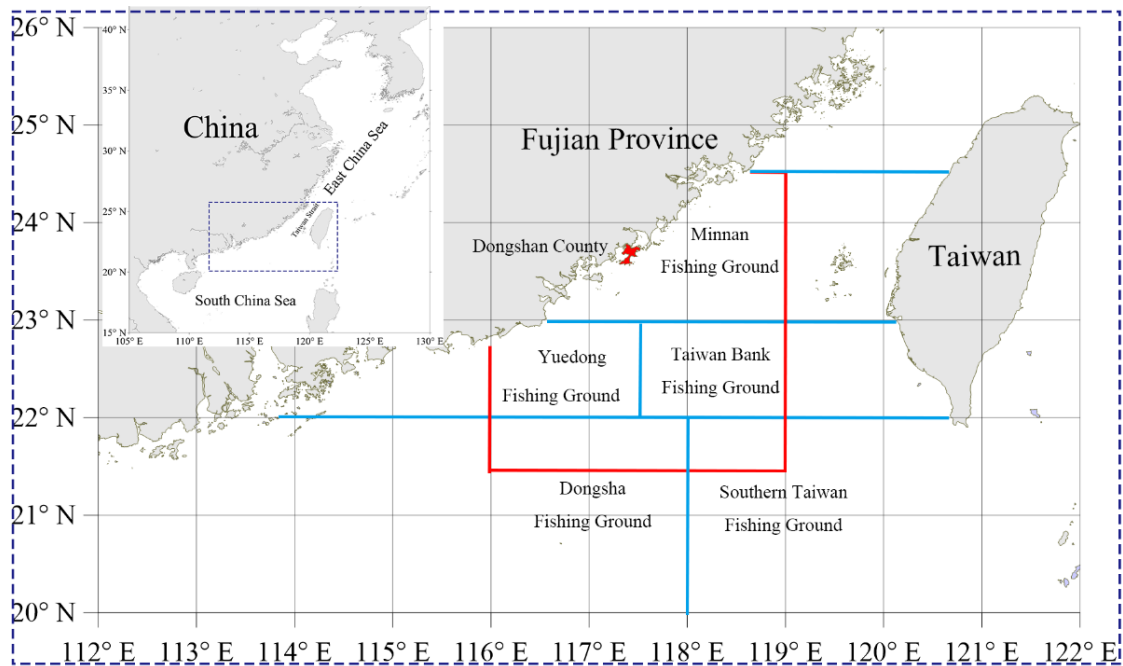 26° N
25° N
24° N
23° N
22° N
21° N
20° N
112° E
113° E
114° E
115° E
116° E
117° E
118° E
119° E
120° E
121° E
122° E
40° N
35° N
30° N
25° N
20° N
15° N
105° E
110° E
115° E
120° E
125° E
130° E
China
East China Sea
Taiwan Strait
South China Sea
Fujian Province
Dongshan County
Minnan
Fishing Ground
Taiwan
Yuedong
Fishing Ground
Taiwan Bank
Fishing Ground
Dongsha
Fishing Ground
Southern Taiwan
Fishing Ground